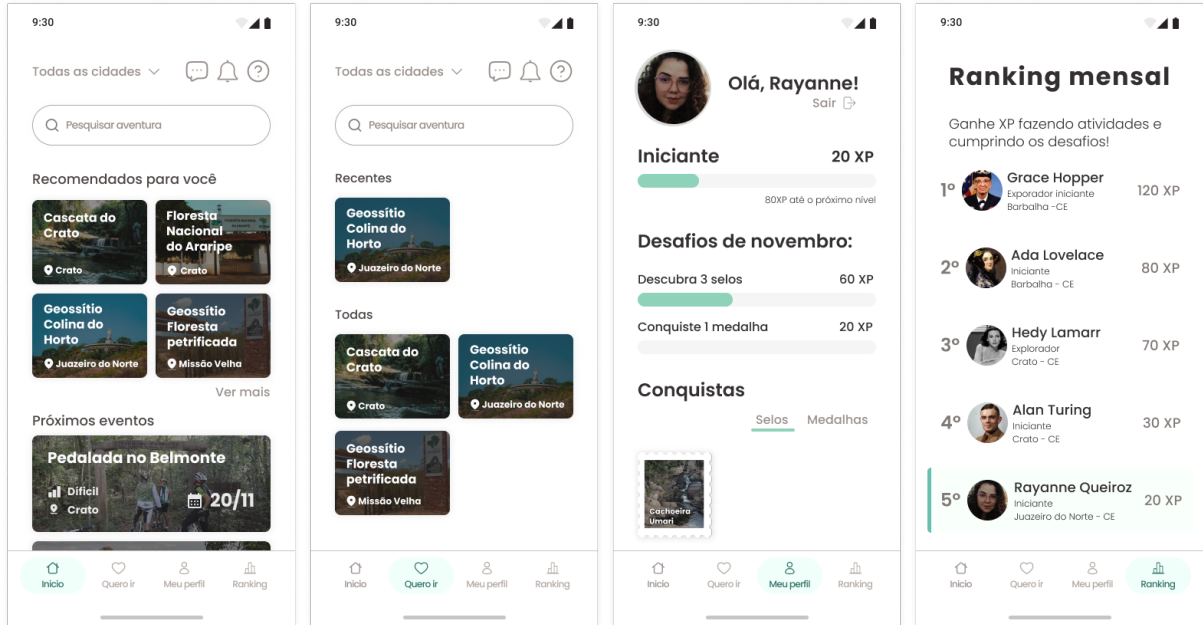 9:30
Todas as cidades
Pesquisar aventura
Recomendados para você
Cascata do
Crato
Crato
Floresta
Nacional
do Araripe
Crato
Geossítio
Colina do
Horto
Juazeiro do Norte
Geossítio
Floresta
petrificada
Missão Velha
Ver mais
Próximos eventos
Pedalada no Belmonte
Difícil
Crato
20/11
Inicio
Quero ir
Meu perfil
Ranking
9:30
Todas as cidades
Pesquisar aventura
Recentes
Geossítio
Colina do
Horto
Juazeiro do Norte
Todas
Cascata do
Crato
Crato
Geossítio
Colina do
Horto
Juazeiro do Norte
Geossítio
Floresta
petrificada
Missão Velha
Inicio
Quero ir
Meu perfil
Ranking
9:30
Olá, Rayanne!
Sair
Iniciante
20 XP
80XP até o próximo nível
Desafios de novembro:
Descubra 3 selos
60 XP
Conquiste 1 medalha
20 XP
Conquistas
Selos
Medalhas
Cachoeira -
Umari
Inicio
Quero ir
Meu perfil
Ranking
9:30
Ranking mensal
Ganhe XP fazendo atividades e
cumprindo os desafios!
1º
Grace Hopper
Exporador iniciante
Barbalha -CE
120 XP
2º
Ada Lovelace
Iniciante
Barbalha - CE
80 XP
3º
Hedy Lamarr
Explorador
Crato - CE
70 XP
4º
Alan Turing
Iniciante
Crato - CE
30 XP
5º
Rayanne Queiroz
Iniciante
Juazeiro do Norte - CE
20 XP
Inicio
Quero ir
Meu perfil
Ranking